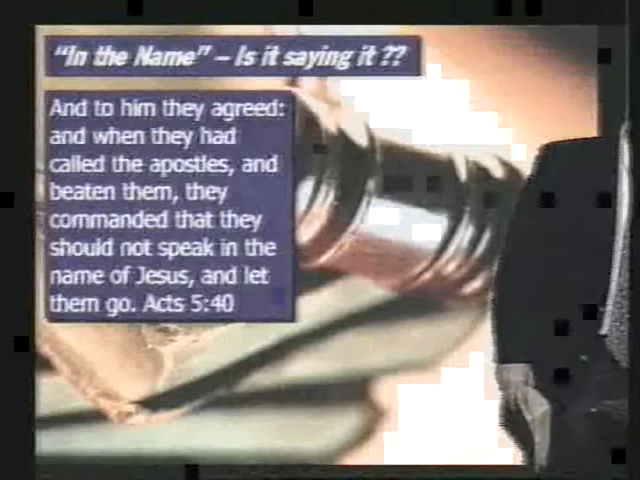 “In the Name” – Is it saying it ??
And to him they agreed:
and when they had
called the apostles, and
beaten them, they
commanded that they
should not speak in the
name of Jesus, and let
them go. Acts 5:40